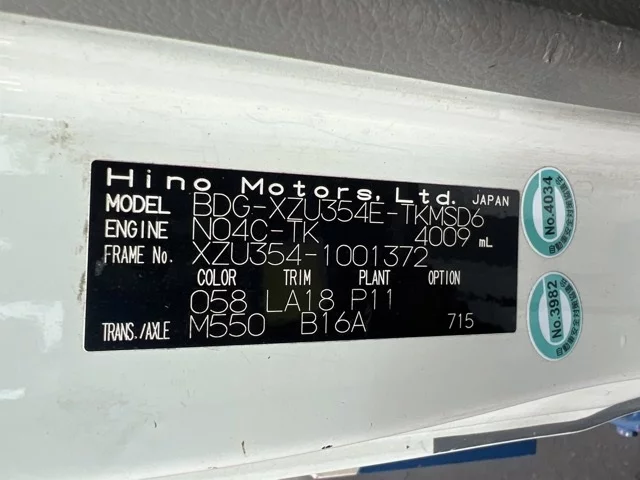 Hino Motors, Ltd. JAPAN
MODEL BDG-XZU354E-TKMSD6
ENGINE N04C-TK 4009 mL
FRAME No. XZU354-1001372
COLOR TRIM PLANT OPTION
058 LA18 P11
TRANS./AXLE M550 B16A 715
No.4034
No.3982